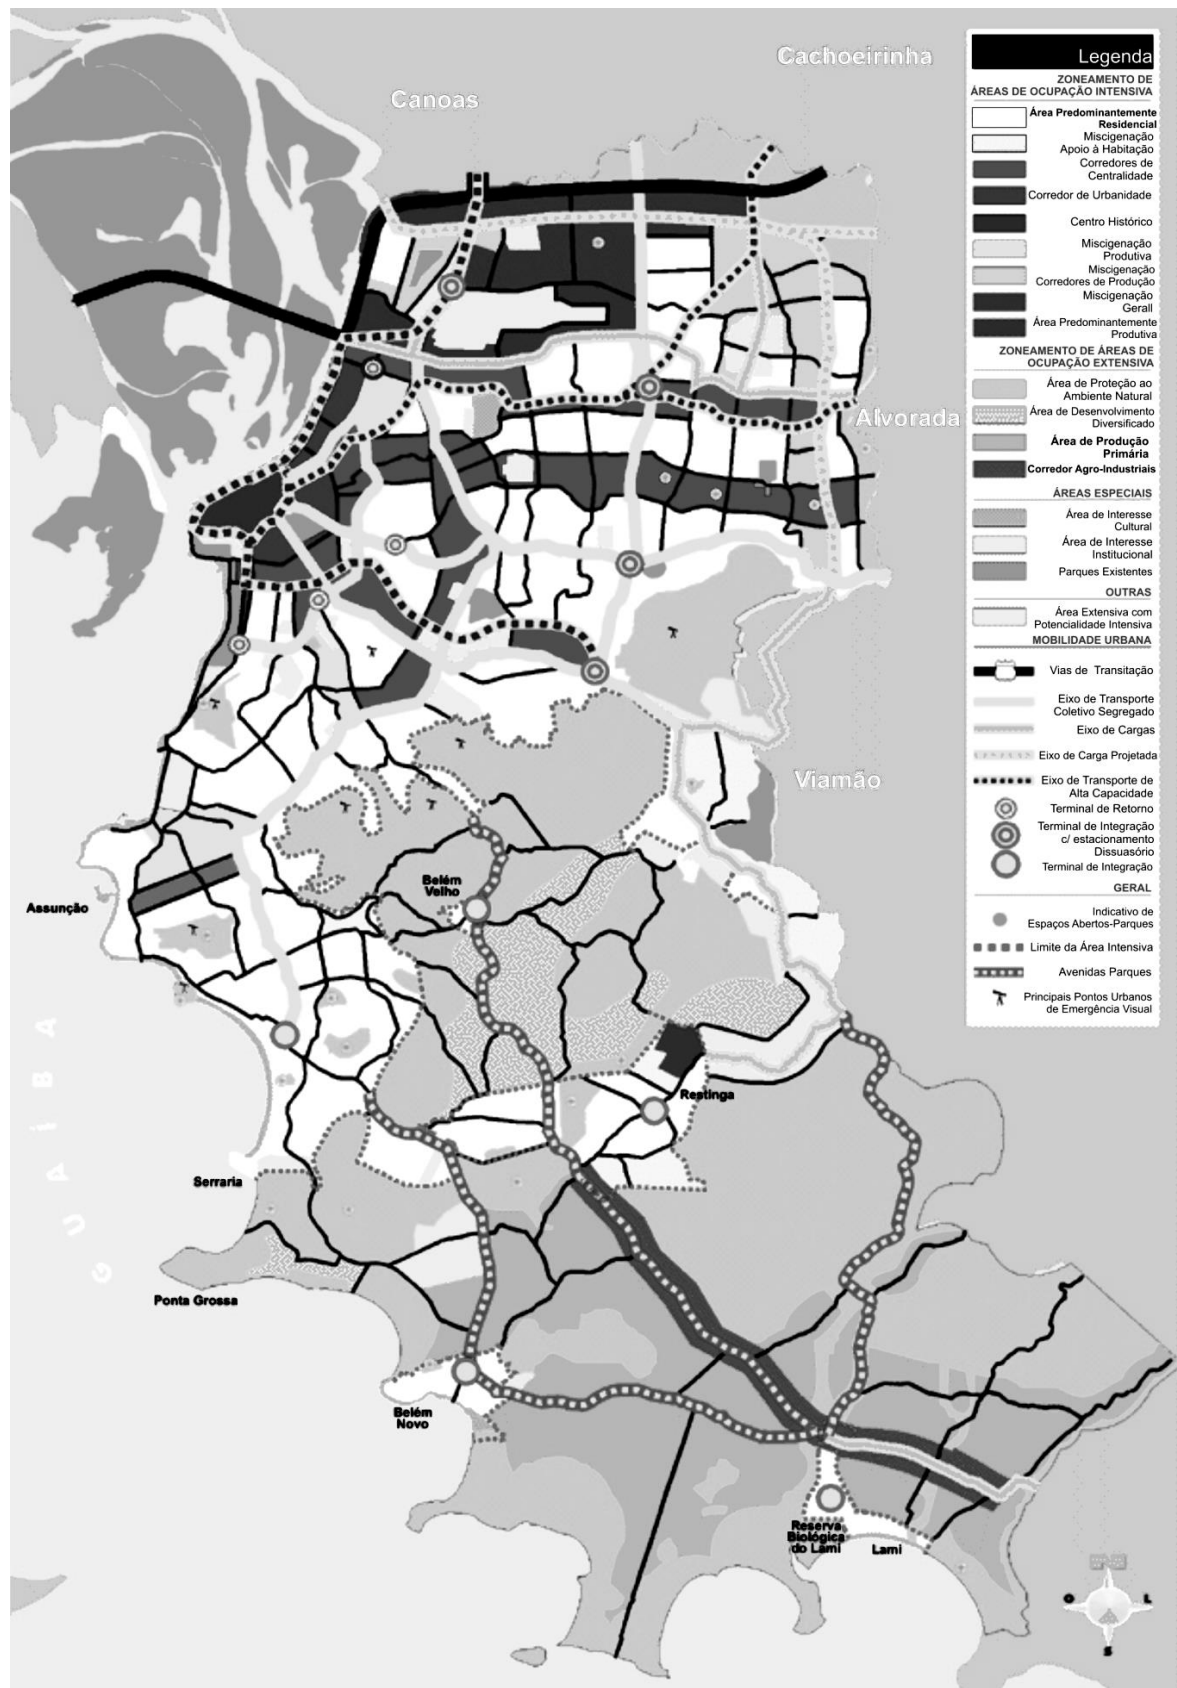 Cachoeirinha
Canoas
Alvorada
Viamão
Assunção
Belém
Velho
Restinga
Serraria
Ponta Grossa
Belém
Novo
Reserva
Biológica
do Lami
Lami
GUAÍBA
O
L
S
Legenda
ZONEAMENTO DE
ÁREAS DE OCUPAÇÃO INTENSIVA
Área Predominantemente
Residencial
Miscigenação
Apoio à Habitação
Corredores de
Centralidade
Corredor de Urbanidade
Centro Histórico
Miscigenação
Produtiva
Miscigenação
Corredores de Produção
Miscigenação
Gerall
Área Predominantemente
Produtiva
ZONEAMENTO DE ÁREAS DE
OCUPAÇÃO EXTENSIVA
Área de Proteção ao
Ambiente Natural
Área de Desenvolvimento
Diversificado
Área de Produção
Primária
Corredor Agro-Industriais
ÁREAS ESPECIAIS
Área de Interesse
Cultural
Área de Interesse
Institucional
Parques Existentes
OUTRAS
Área Extensiva com
Potencialidade Intensiva
MOBILIDADE URBANA
Vias de Transitação
Eixo de Transporte
Coletivo Segregado
Eixo de Cargas
Eixo de Carga Projetada
Eixo de Transporte de
Alta Capacidade
Terminal de Retorno
Terminal de Integração
c/ estacionamento
Dissuasório
Terminal de Integração
GERAL
Indicativo de
Espaços Abertos-Parques
Limite da Área Intensiva
Avenidas Parques
Principais Pontos Urbanos
de Emergência Visual